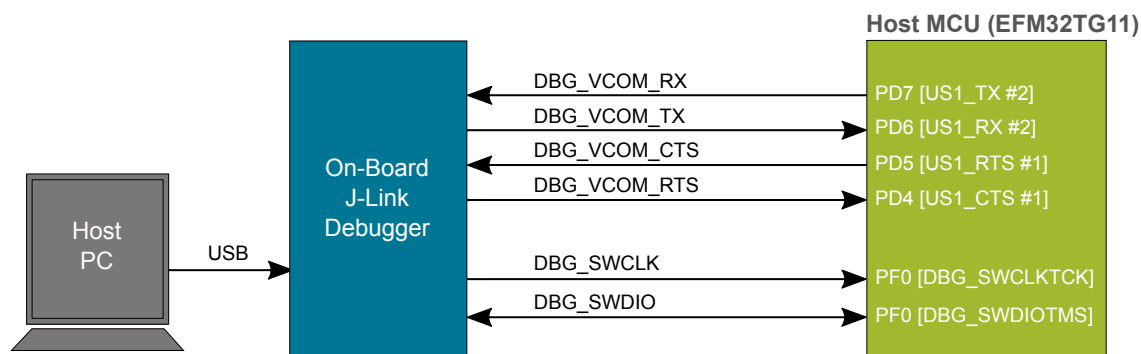 Host MCU (EFM32TG11)
DBG_VCOM_RX
PD7 [US1_TX #2]
DBG_VCOM_TX
PD6 [US1_RX #2]
DBG_VCOM_CTS
PD5 [US1_RTS #1]
DBG_VCOM_RTS
PD4 [US1_CTS #1]
On-Board
J-Link
Debugger
Host
PC
USB
DBG_SWCLK
PF0 [DBG_SWCLKTCK]
DBG_SWDIO
PF0 [DBG_SWDIOTMS]